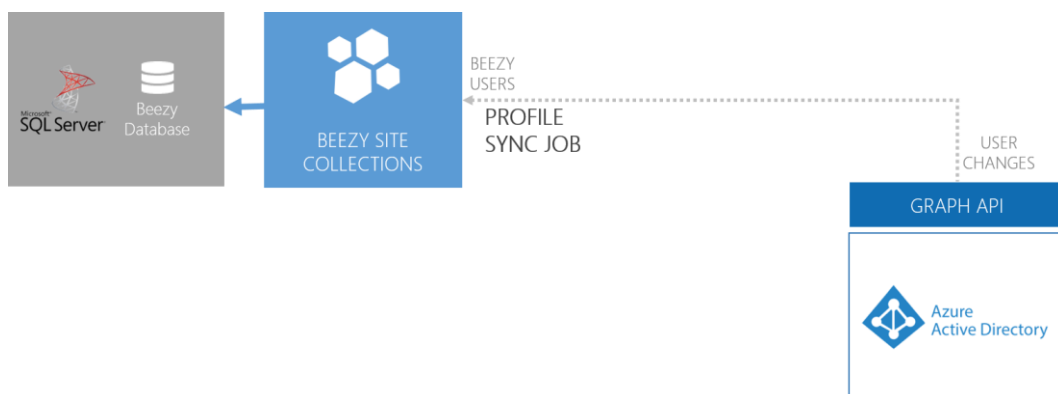 Microsoft
SQL Server
Beezy
Database
BEEZY SITE
COLLECTIONS
BEEZY
USERS
PROFILE
SYNC JOB
USER
CHANGES
GRAPH API
Azure
Active Directory